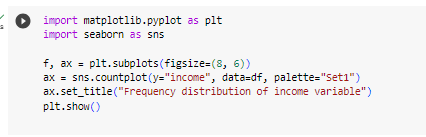 import matplotlib.pyplot as plt
import seaborn as sns
f, ax = plt.subplots(figsize=(8, 6))
ax = sns.countplot(y="income", data=df, palette="Set1")
ax.set_title("Frequency distribution of income variable")
plt.show()